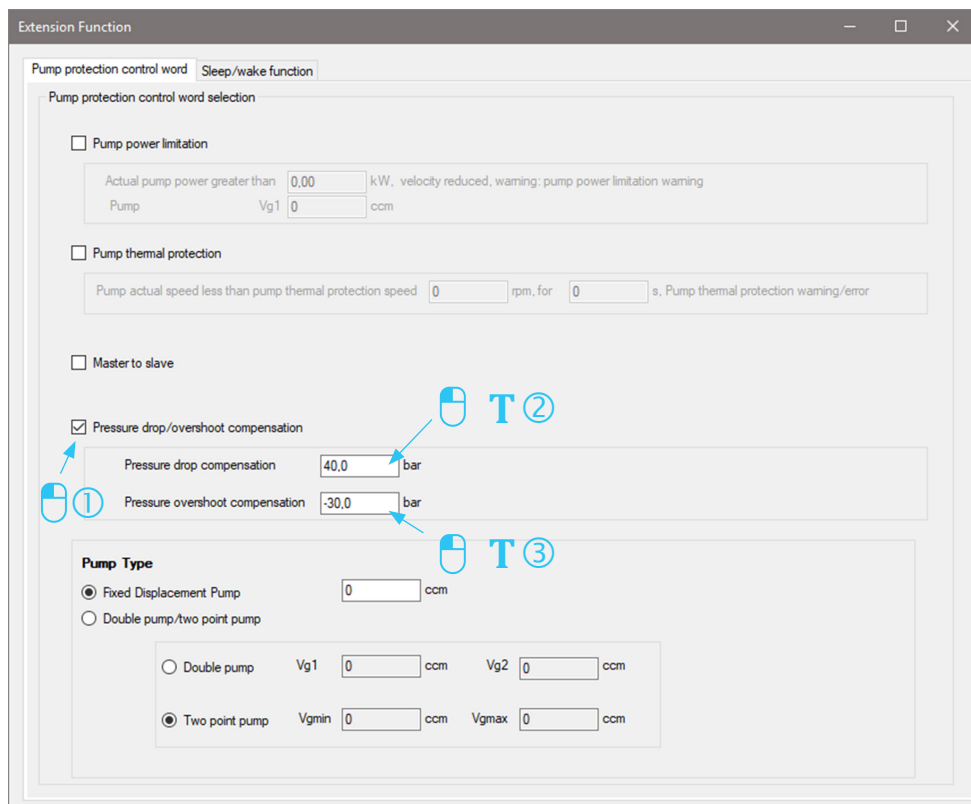 Extension Function
Pump protection control word Sleep/wake function
Pump protection control word selection
Pump power limitation
Actual pump power greater than 0,00 kW, velocity reduced, warning: pump power limitation warning
Pump Vg1 0 ccm
Pump thermal protection
Pump actual speed less than pump thermal protection speed 0 rpm, for 0 s, Pump thermal protection warning/error
Master to slave
T ②
Pressure drop/overshoot compensation
Pressure drop compensation 40,0 bar
①
Pressure overshoot compensation -30,0 bar
T ③
Pump Type
Fixed Displacement Pump 0 ccm
Double pump/two point pump
Double pump Vg1 0 ccm Vg2 0 ccm
Two point pump Vgmin 0 ccm Vgmax 0 ccm